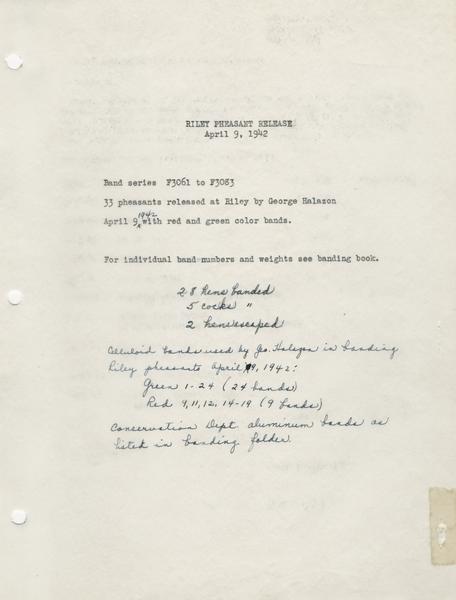 RILEY PHEASANT RELEASE
April 9, 1942
Band series F3061 to F3083
33 pheasants released at Riley by George Halazon
1942
April 9, with red and green color bands.
For individual band numbers and weights see banding book.
28 hens banded
5 cocks "
2 hens escaped
Celluloid bands used by Geo. Halazon in banding
Riley pheasants April 9, 1942:
Green 1-24 (24 bands)
Red 9, 11, 12, 14-19 (9 bands)
Conservation Dept. aluminum bands as
listed in banding folder.